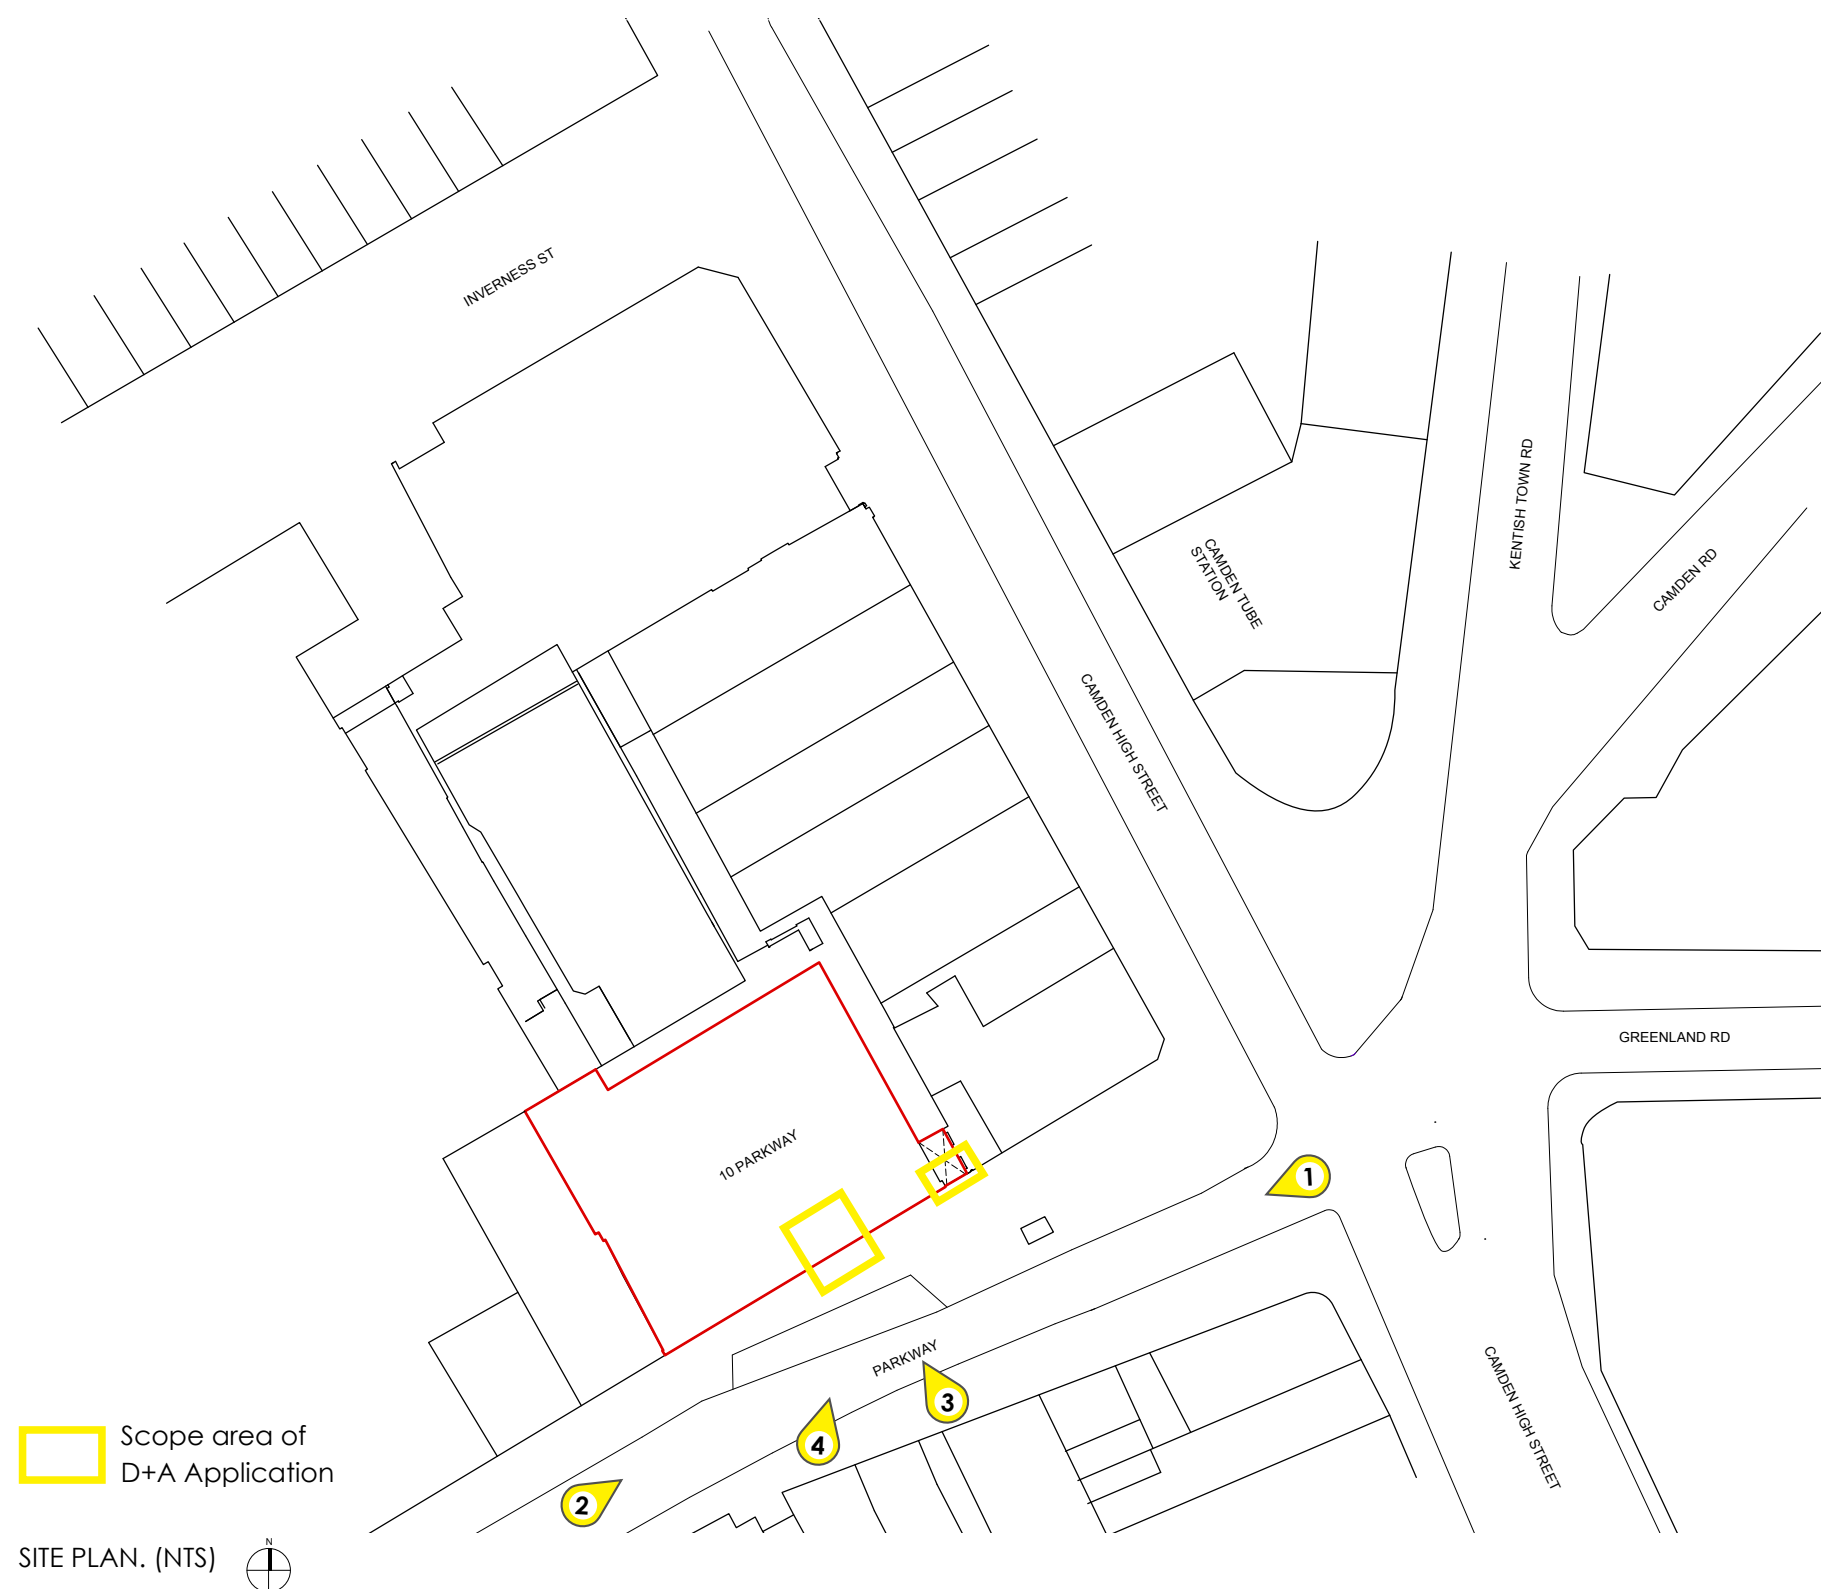 INVERNESS ST
KENTISH TOWN RD
CAMDEN RD
CAMDEN TUBE
STATION
CAMDEN HIGH STREET
GREENLAND RD
10 PARKWAY
1
PARKWAY
3
4
2
CAMDEN HIGH STREET
Scope area of
D+A Application
SITE PLAN. (NTS)
N